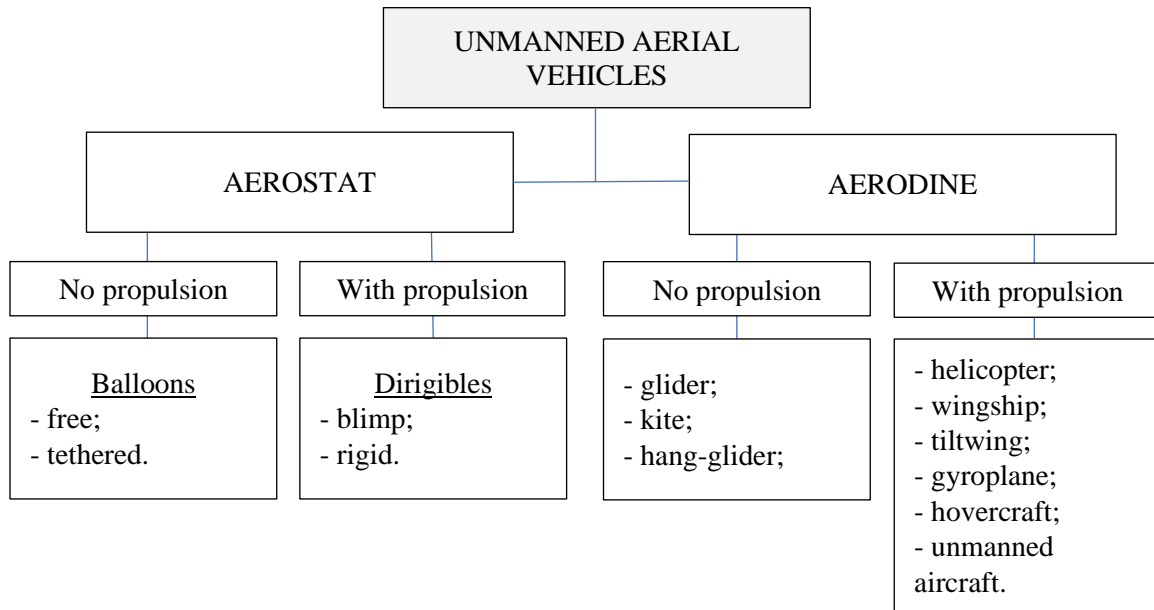 UNMANNED AERIAL
VEHICLES
AEROSTAT
AERODINE
No propulsion
With propulsion
No propulsion
With propulsion
Balloons
- free;
- tethered.
Dirigibles
- blimp;
- rigid.
- glider;
- kite;
- hang-glider;
- helicopter;
- wingship;
- tiltwing;
- gyroplane;
- hovercraft;
- unmanned
aircraft.